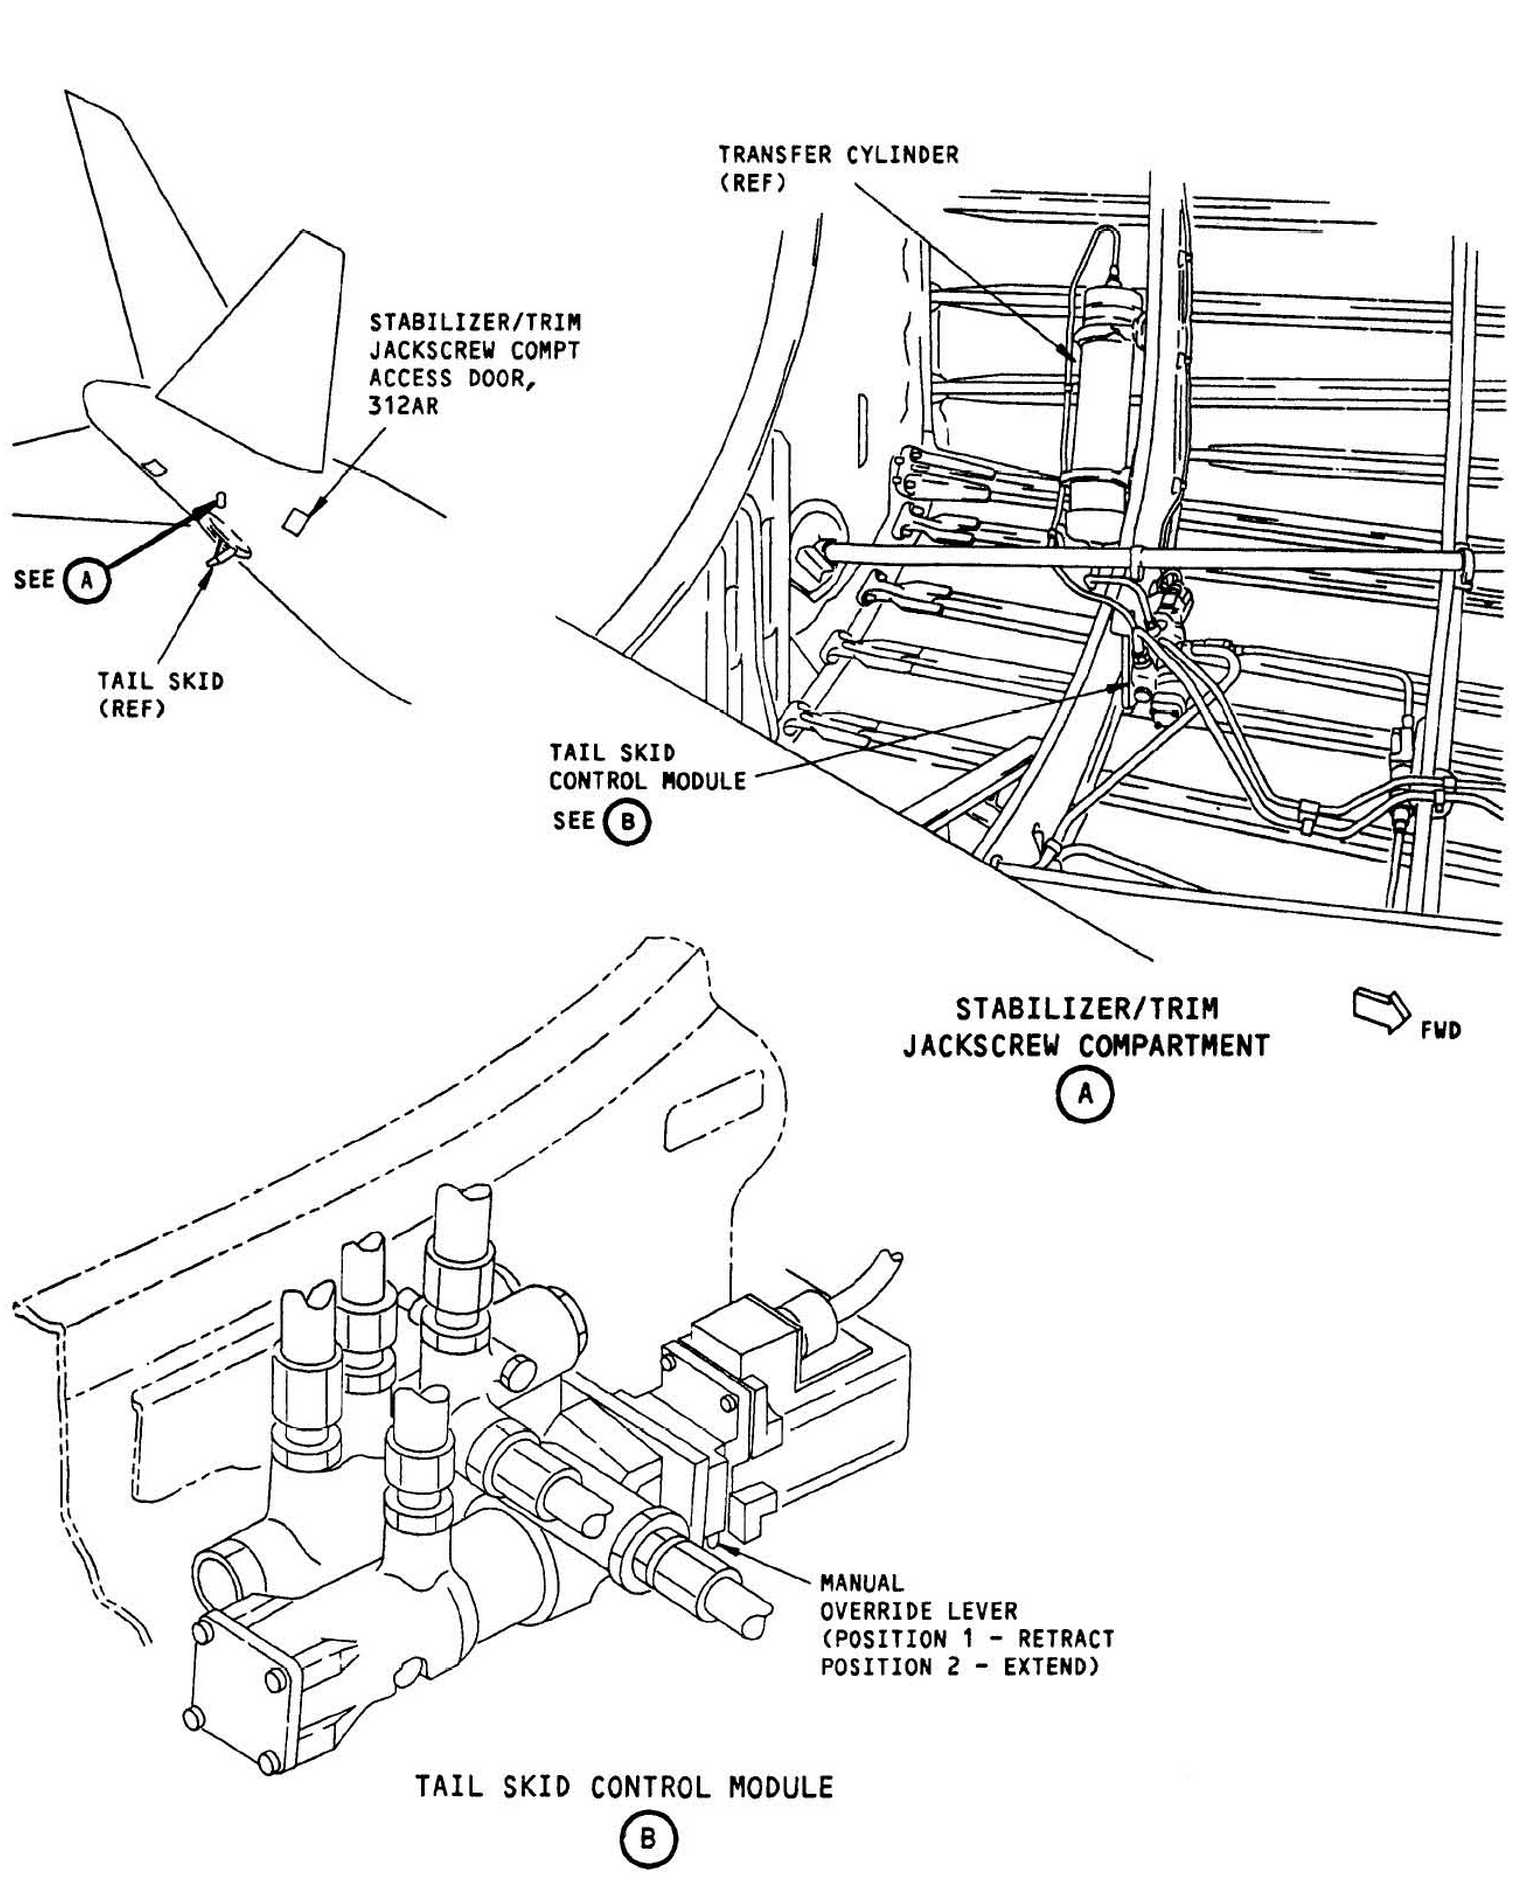 TRANSFER CYLINDER
(REF)
STABILIZER/TRIM
JACKSCREW COMPT
ACCESS DOOR,
312AR
SEE A
TAIL SKID
(REF)
TAIL SKID
CONTROL MODULE
SEE B
STABILIZER/TRIM
JACKSCREW COMPARTMENT
A
FWD
MANUAL
OVERRIDE LEVER
(POSITION 1 - RETRACT
POSITION 2 - EXTEND)
TAIL SKID CONTROL MODULE
B